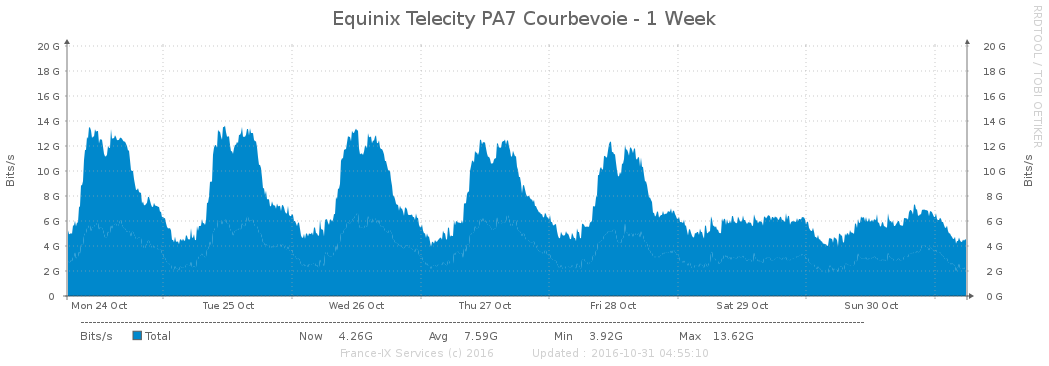 Equinix Telecity PA7 Courbevoie - 1 Week
RRDTOOL / TOBI OETIKER
Bits/s
20 G 20 G
18 G 18 G
16 G 16 G
14 G 14 G
12 G 12 G
10 G 10 G
8 G 8 G
6 G 6 G
4 G 4 G
2 G 2 G
0 0 G
Bits/s
Mon 24 Oct Tue 25 Oct Wed 26 Oct Thu 27 Oct Fri 28 Oct Sat 29 Oct Sun 30 Oct
Bits/s Total Now 4.26G Avg 7.59G Min 3.92G Max 13.62G
France-IX Services (c) 2016 Updated : 2016-10-31 04:55:10